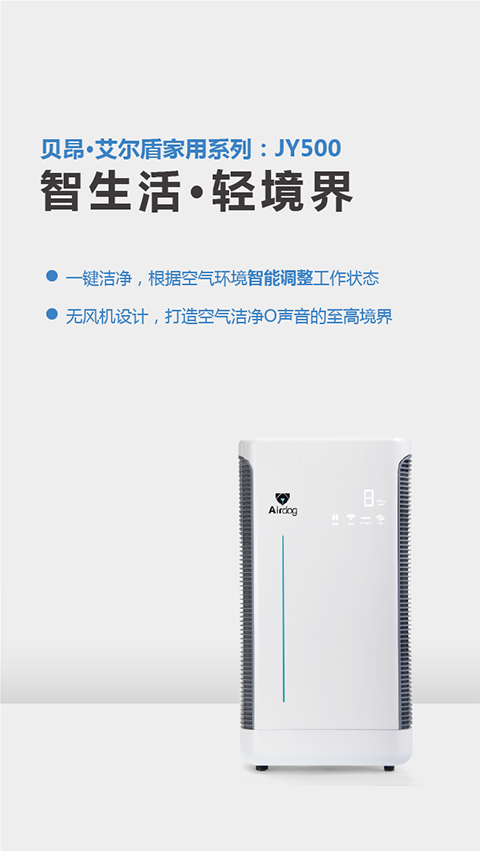 贝昂•艾尔盾家用系列：JY500
智生活•轻境界
一键洁净，根据空气环境智能调整工作状态
无风机设计，打造空气洁净O声音的至高境界
Airdog